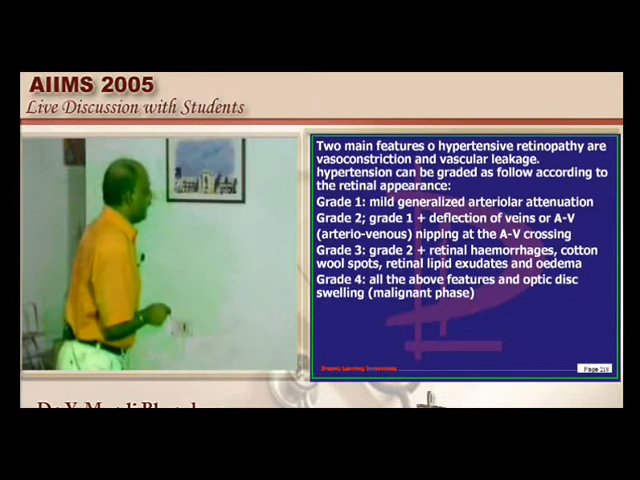 AIIMS 2005
Live Discussion with Students
Two main features o hypertensive retinopathy are
vasoconstriction and vascular leakage.
hypertension can be graded as follow according to
the retinal appearance:
Grade 1: mild generalized arteriolar attenuation
Grade 2; grade 1 + deflection of veins or A-V
(arterio-venous) nipping at the A-V crossing
Grade 3: grade 2 + retinal haemorrhages, cotton
wool spots, retinal lipid exudates and oedema
Grade 4: all the above features and optic disc
swelling (malignant phase)
Page 218